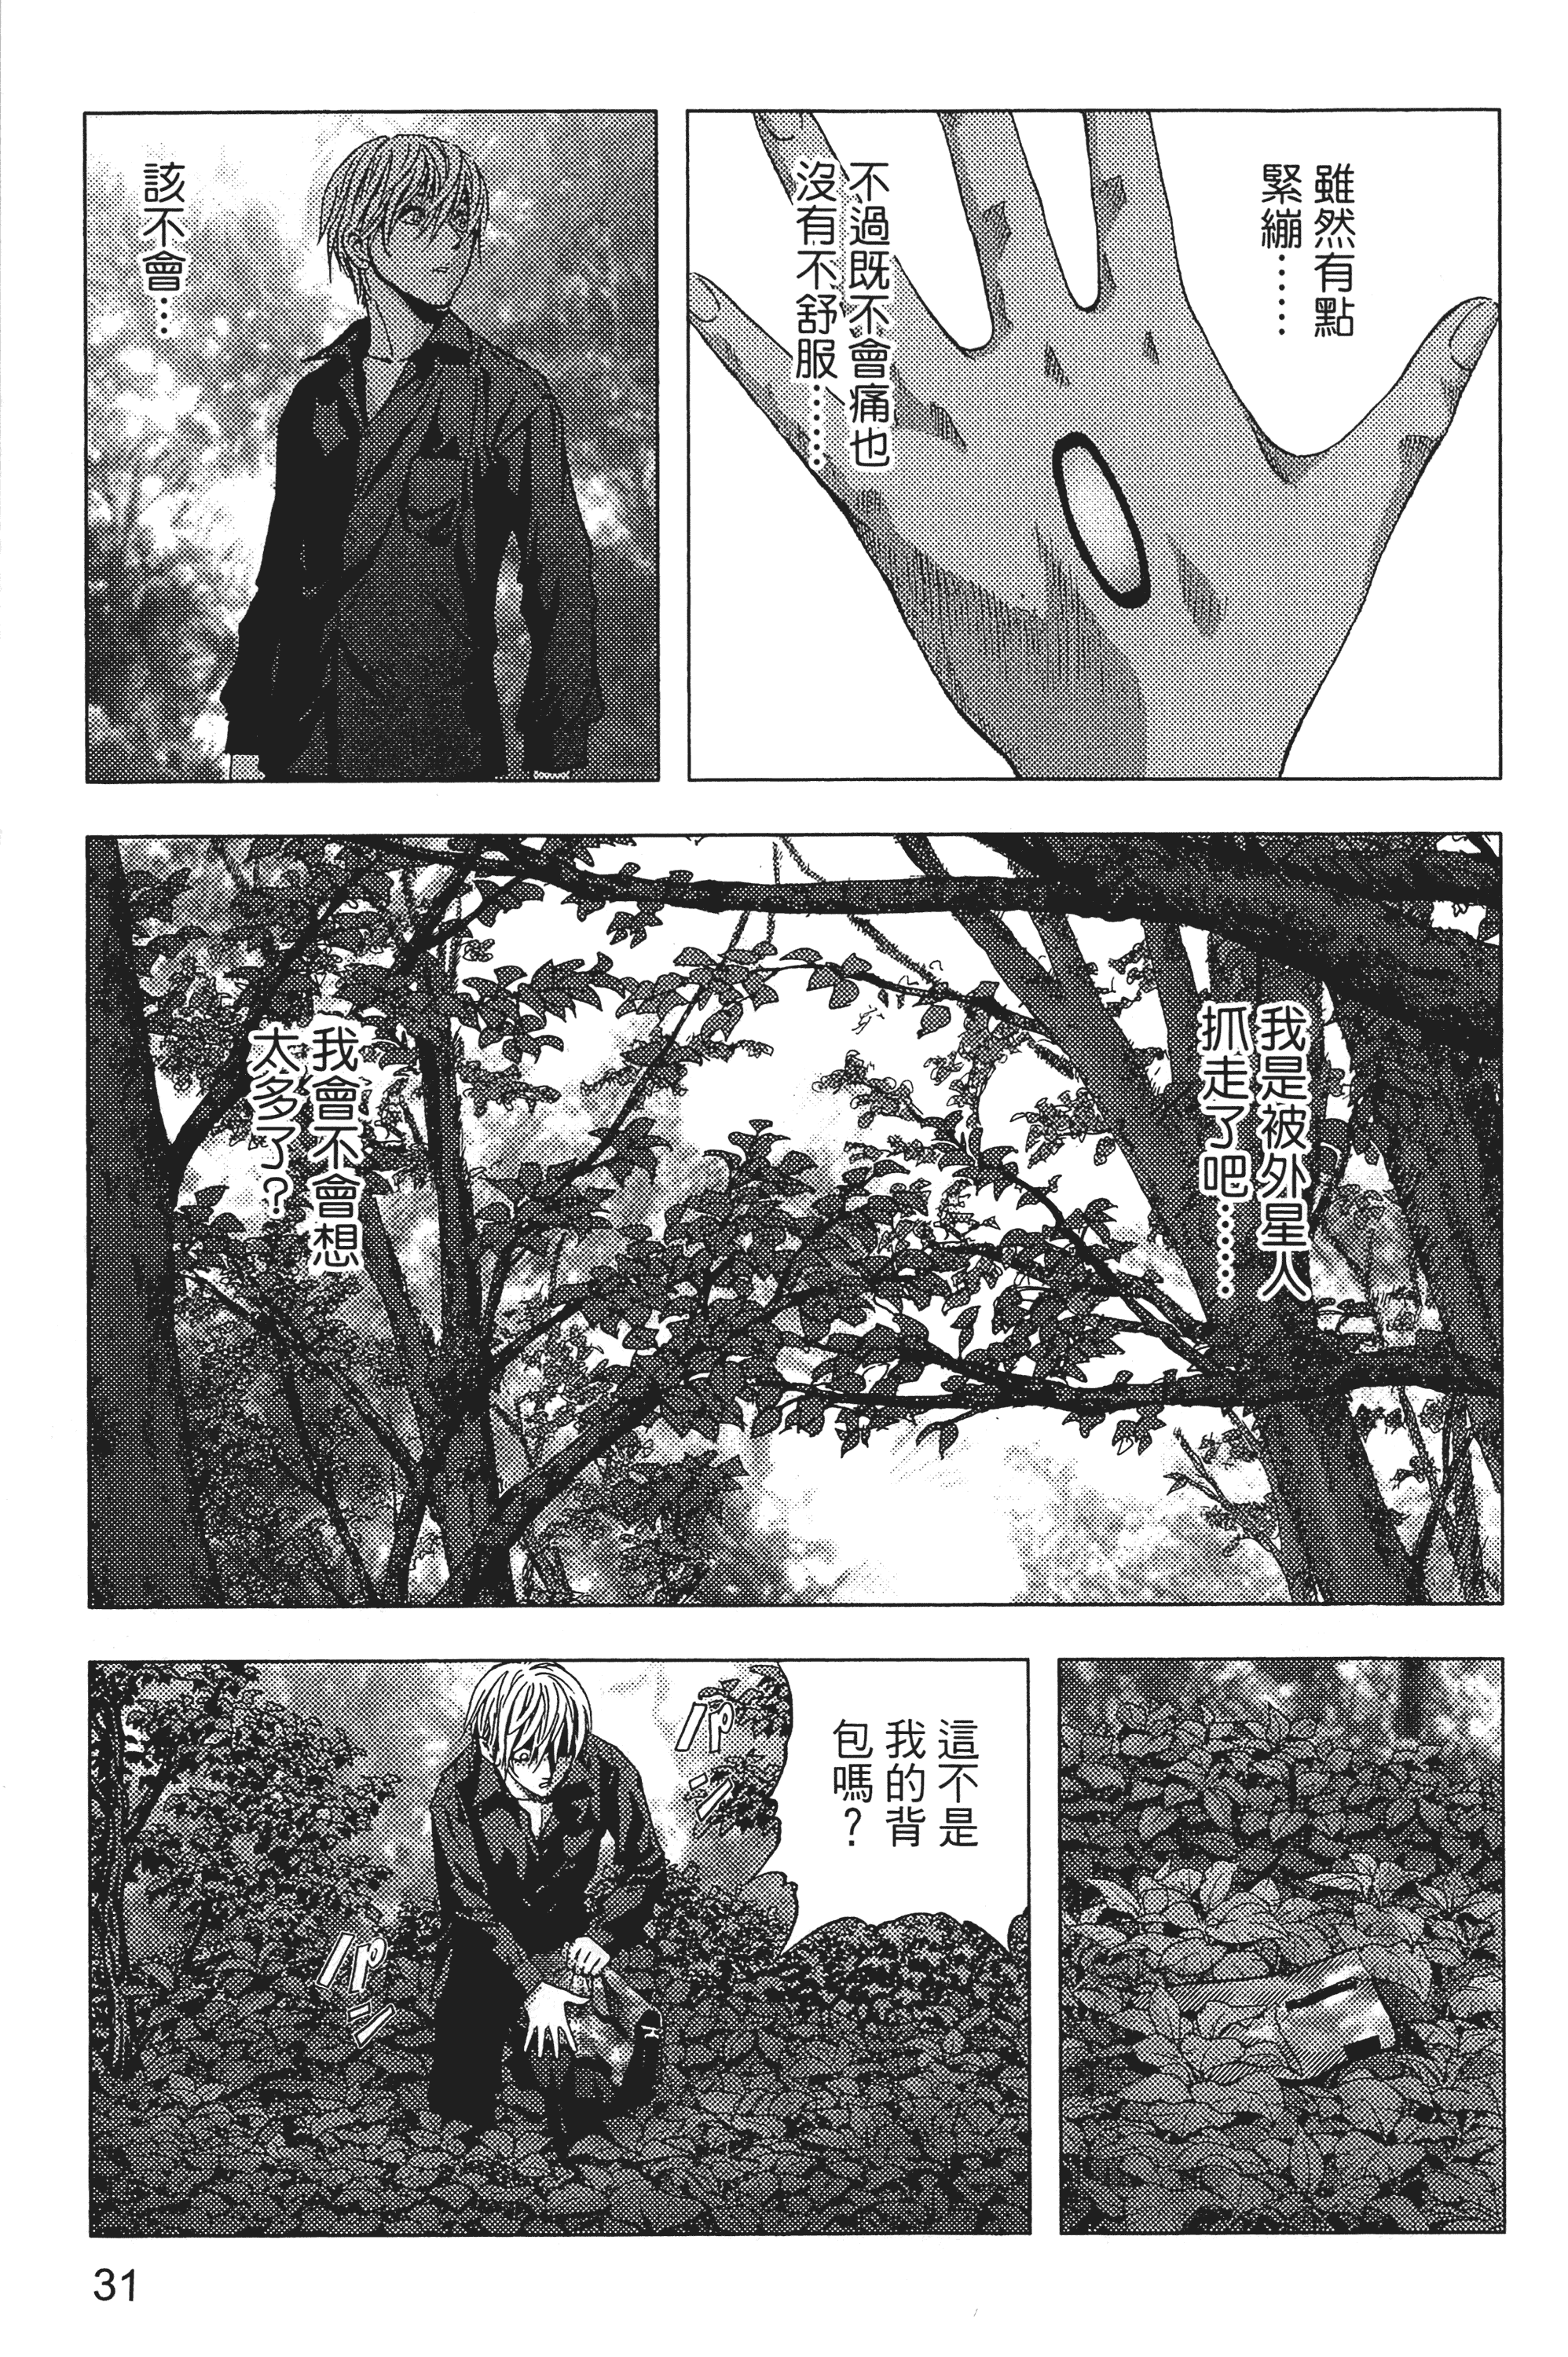 雖然有點
緊繃……
不過既不會痛也
沒有不舒服……
該不會…
我是被外星人
抓走了吧……
我會不會想
太多了？
這不是
我的背
包嗎？
パシ
パシ
31